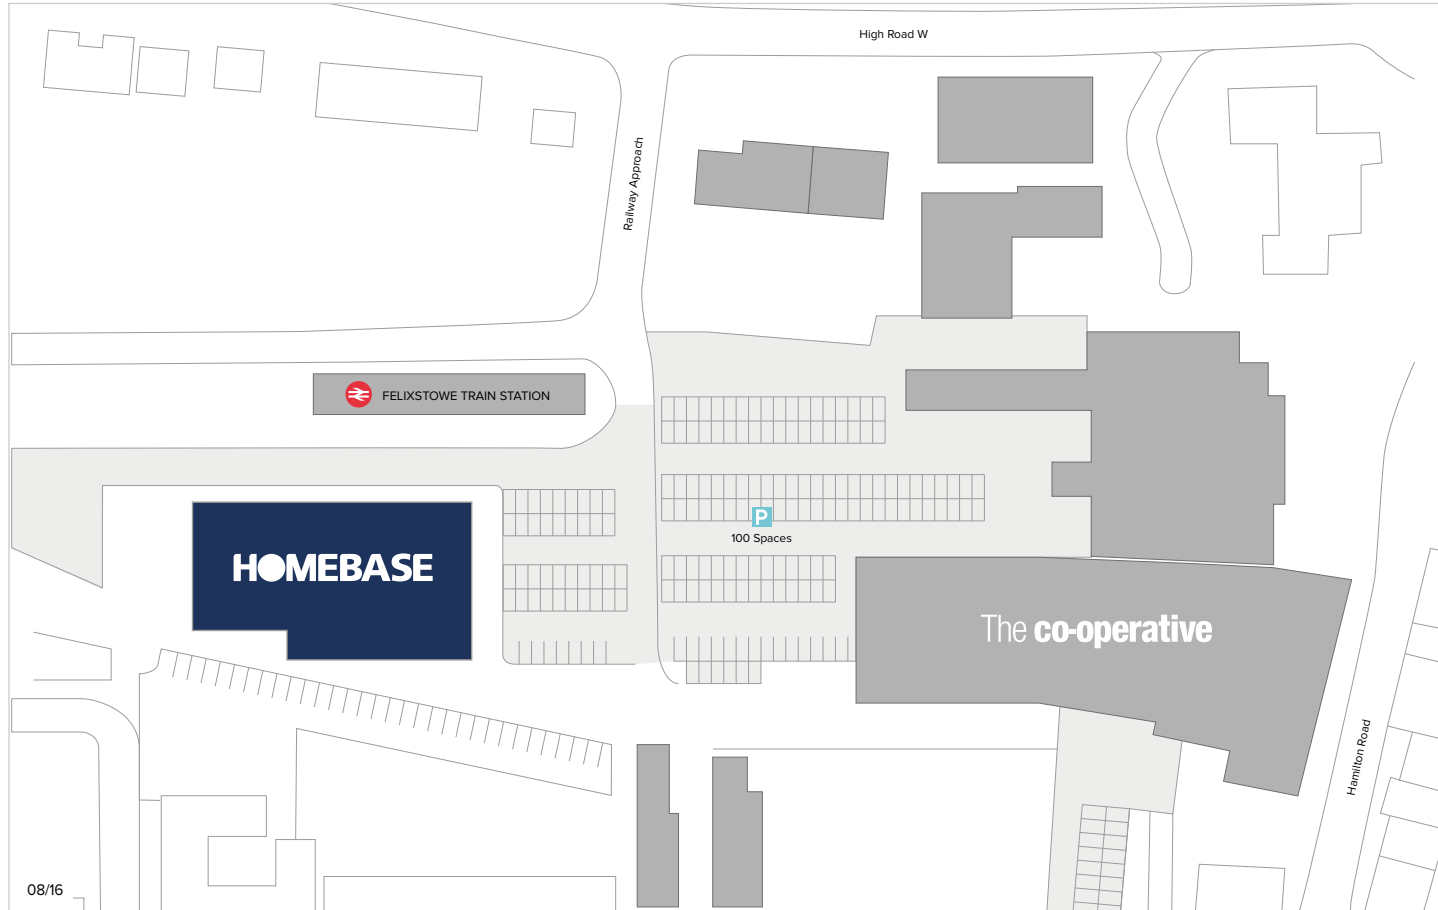 High Road W
Railway Approach
FELIXSTOWE TRAIN STATION
P
100 Spaces
HOMEBASE
The co-operative
Hamilton Road
08/16